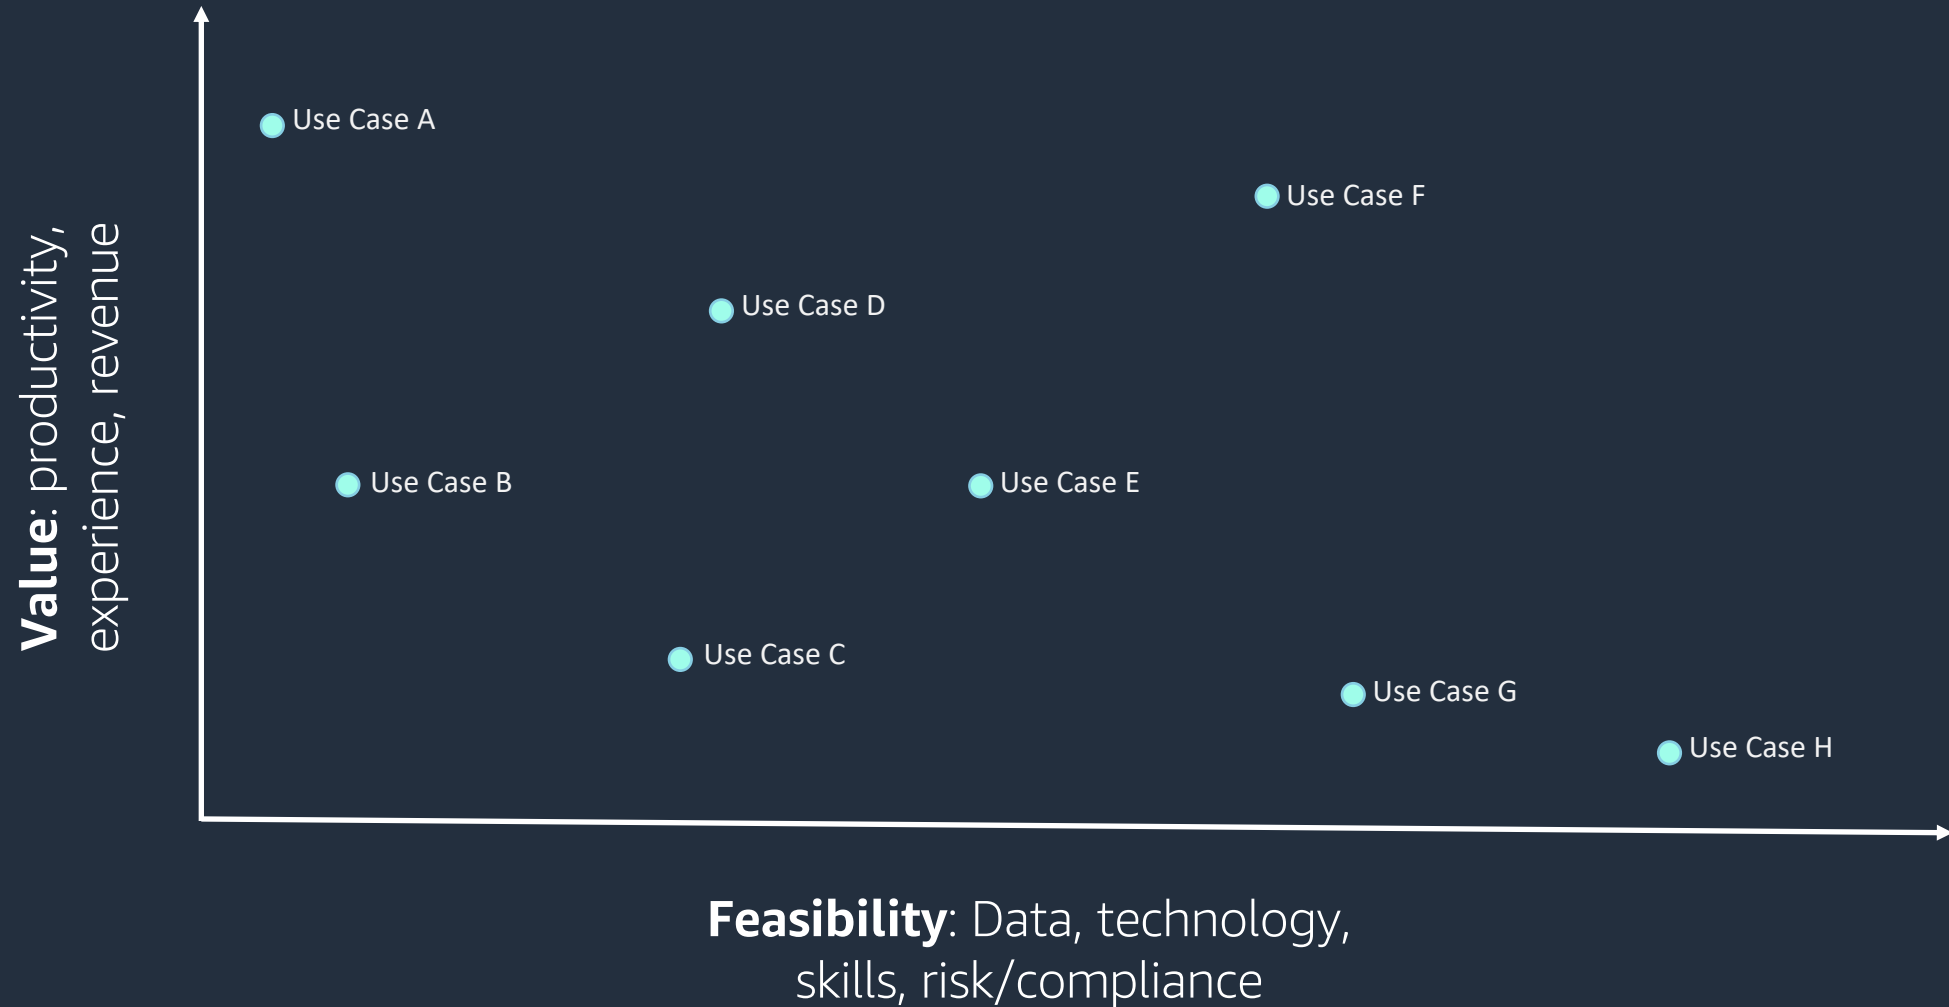 Use Case A
Use Case F
Use Case D
Use Case B
Use Case E
Use Case C
Use Case G
Use Case H
Value: productivity,
experience, revenue
Feasibility: Data, technology,
skills, risk/compliance